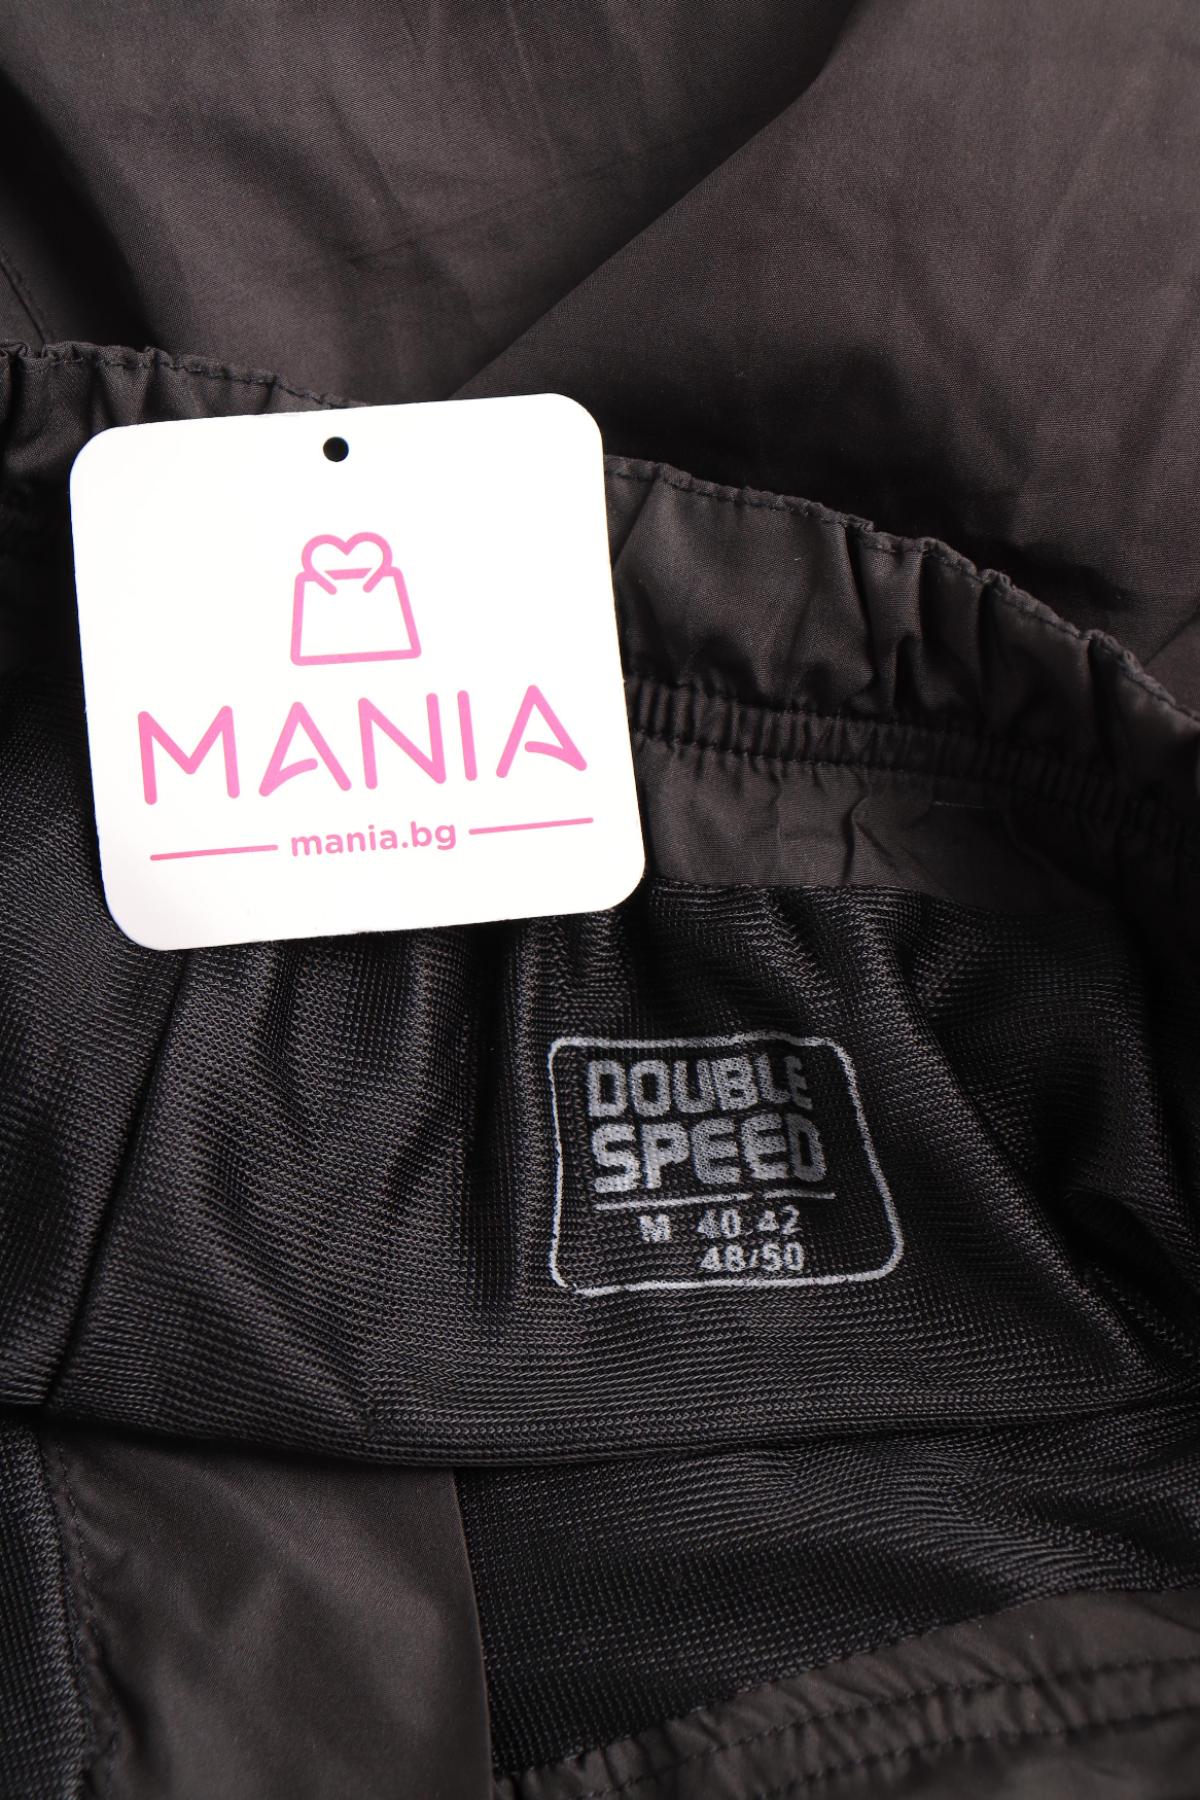 MANIA
mania.bg
DOUBLE
SPEED
M 40.42
48/50